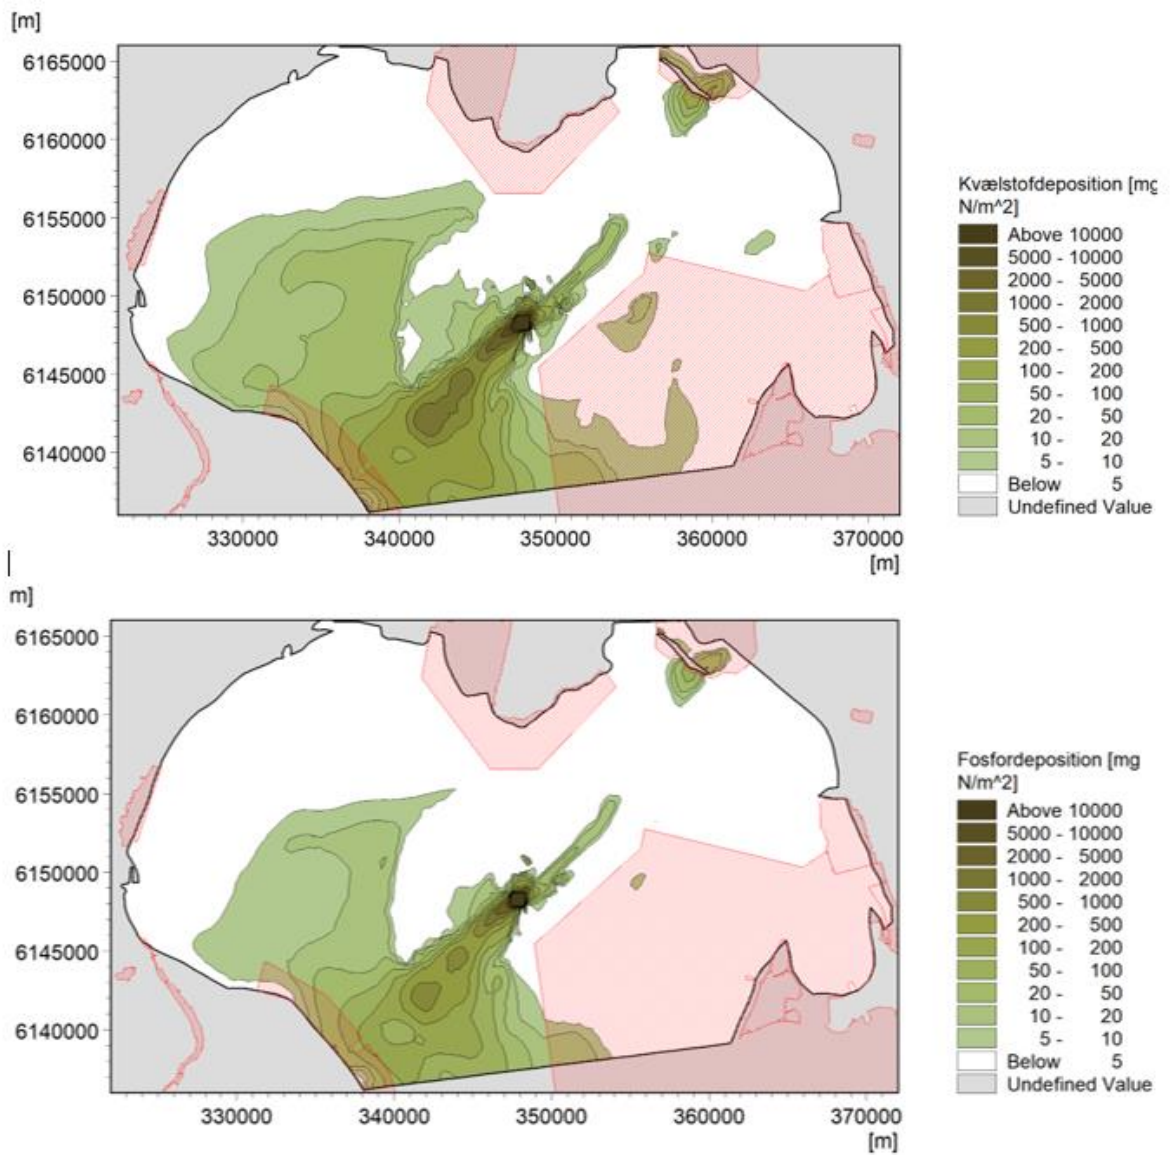 [m]
6165000
6160000
6155000
6150000
6145000
6140000
330000 340000 350000 360000 370000
[m]
Kvælstofdeposition [mg
N/m^2]
Above 10000
5000 - 10000
2000 - 5000
1000 - 2000
500 - 1000
200 - 500
100 - 200
50 - 100
20 - 50
10 - 20
5 - 10
Below 5
Undefined Value
m]
6165000
6160000
6155000
6150000
6145000
6140000
330000 340000 350000 360000 370000
[m]
Fosfordeposition [mg
N/m^2]
Above 10000
5000 - 10000
2000 - 5000
1000 - 2000
500 - 1000
200 - 500
100 - 200
50 - 100
20 - 50
10 - 20
5 - 10
Below 5
Undefined Value